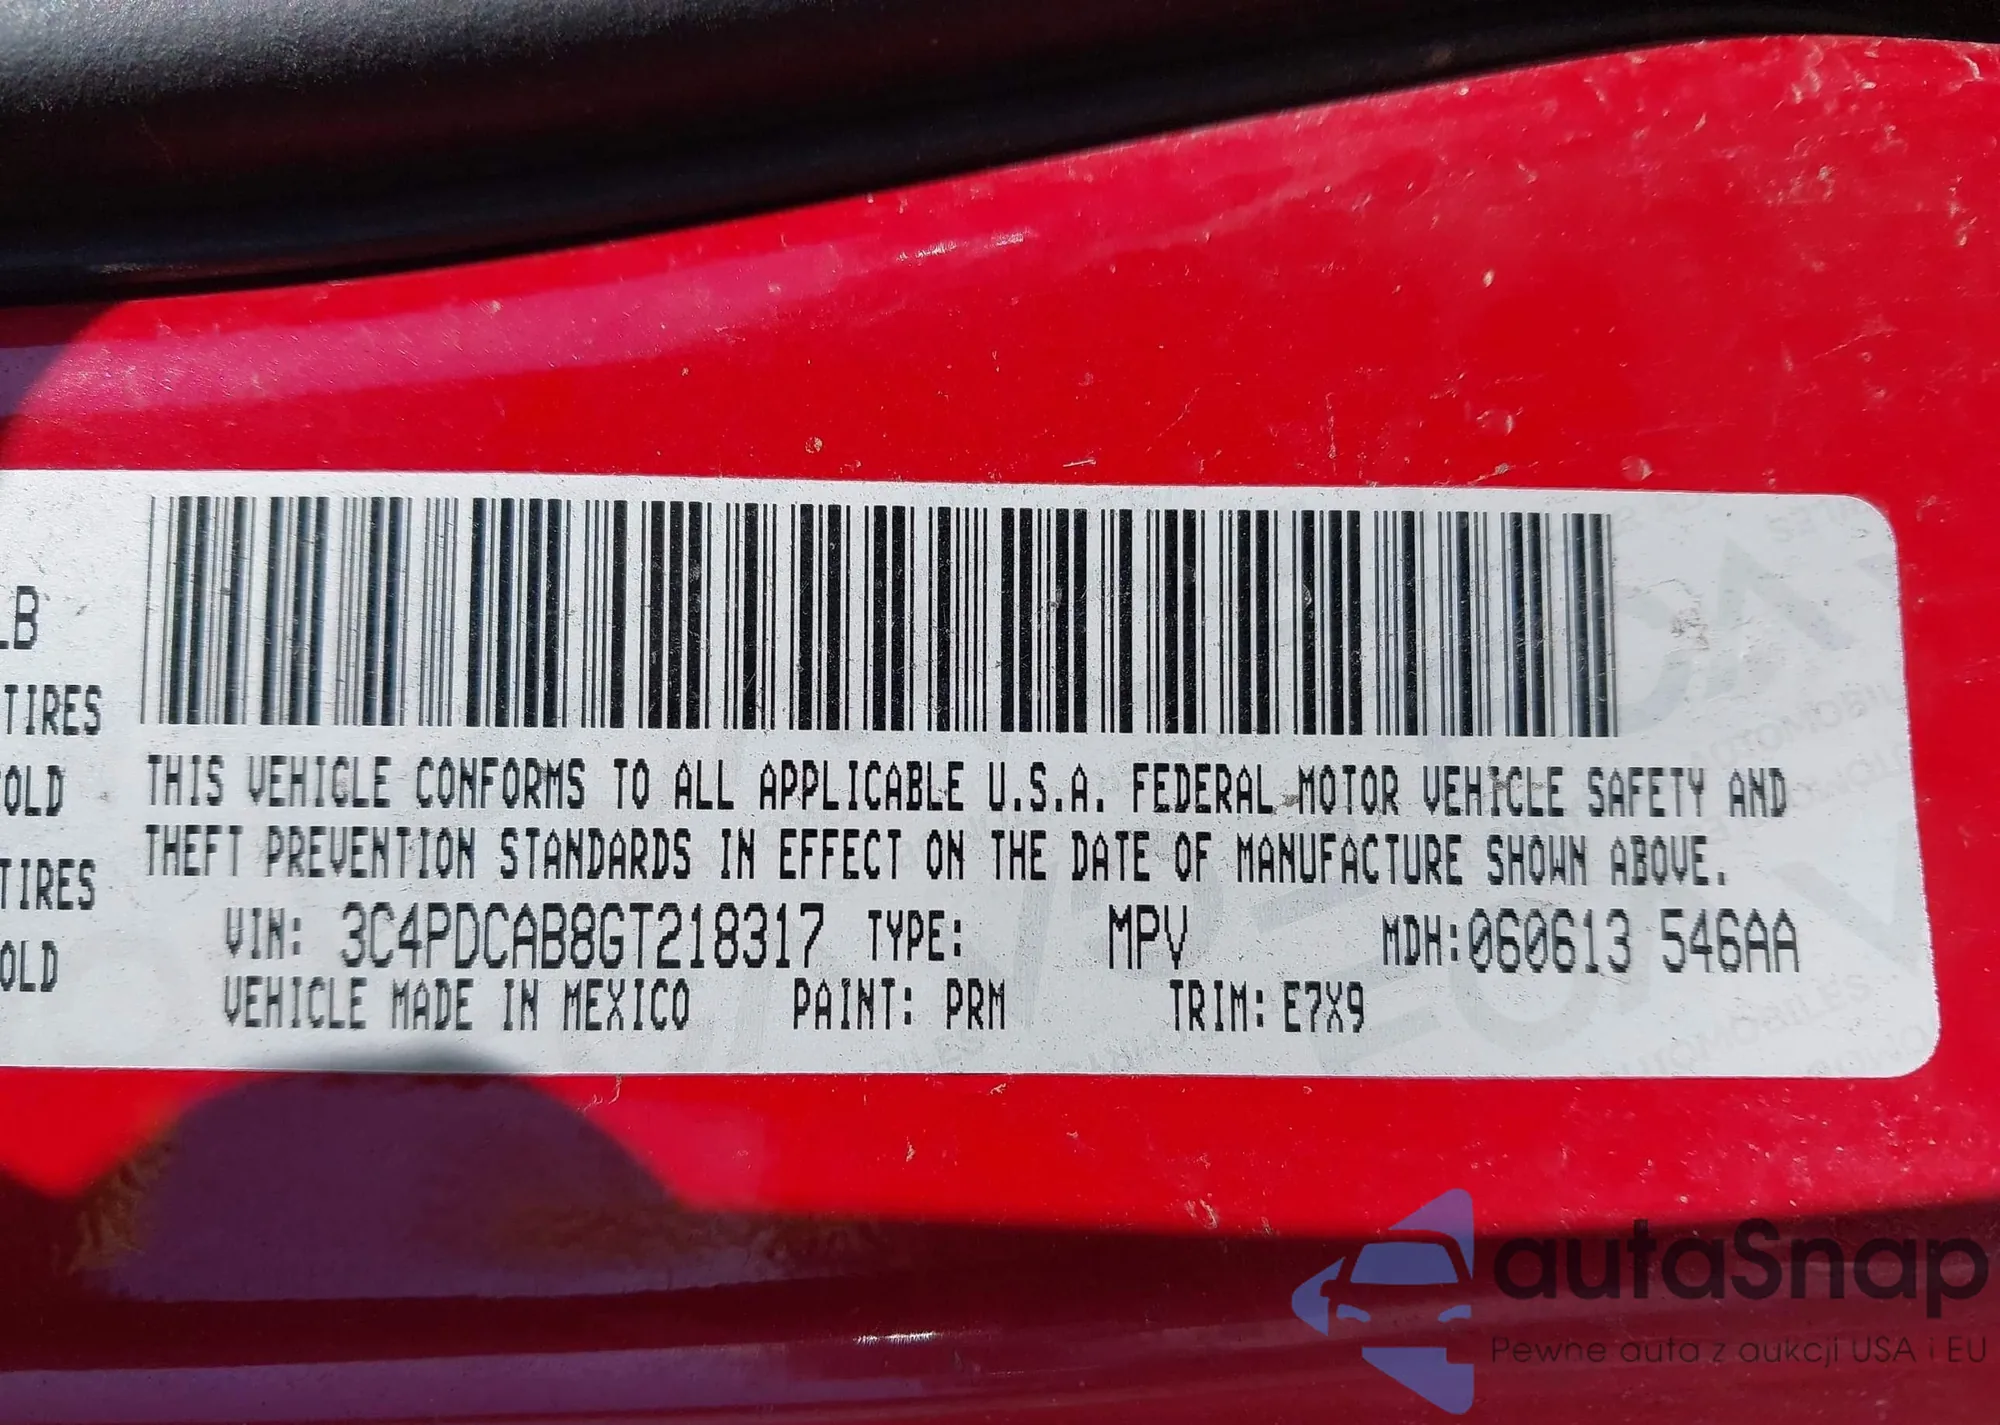 LB
TIRES
OLD
TIRES
OLD
THIS VEHICLE CONFORMS TO ALL APPLICABLE U.S.A. FEDERAL MOTOR VEHICLE SAFETY AND
THEFT PREVENTION STANDARDS IN EFFECT ON THE DATE OF MANUFACTURE SHOWN ABOVE.
VIN: 3C4PDCAB8GT218317 TYPE: MPV MDH:060613 546AA
VEHICLE MADE IN MEXICO PAINT: PRM TRIM: E7X9
autaSnap
Pewne auta z aukcji USA i EU